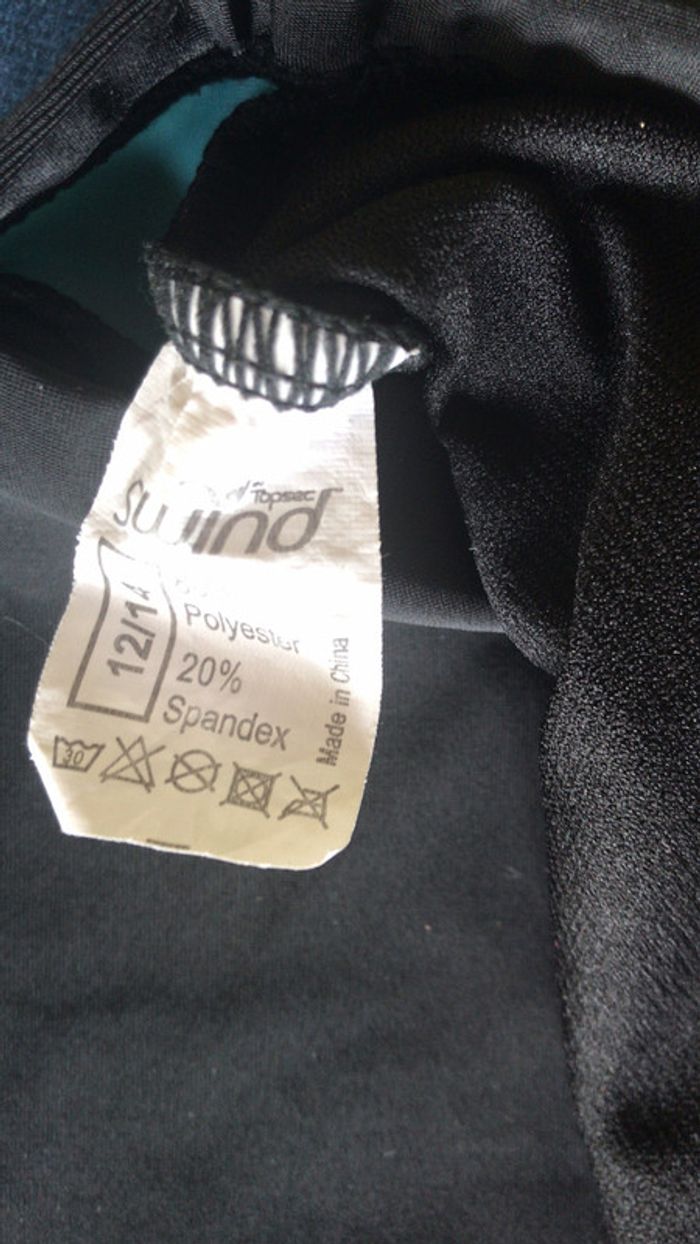 Topsec
Swind
12/14
Polyester
20%
Spandex
Made in China
30